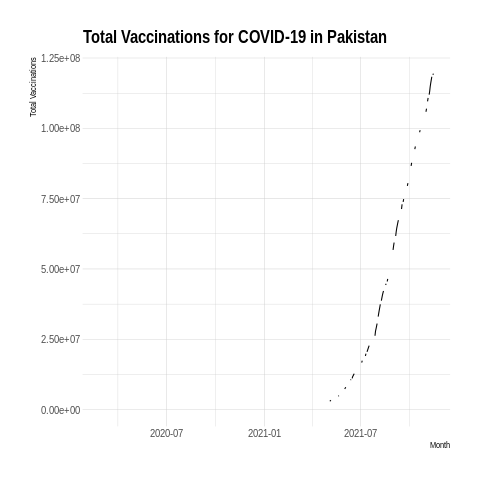 Total Vaccinations for COVID-19 in Pakistan
Total Vaccinations
1.25e+08
1.00e+08
7.50e+07
5.00e+07
2.50e+07
0.00e+00
2020-07
2021-01
2021-07
Month